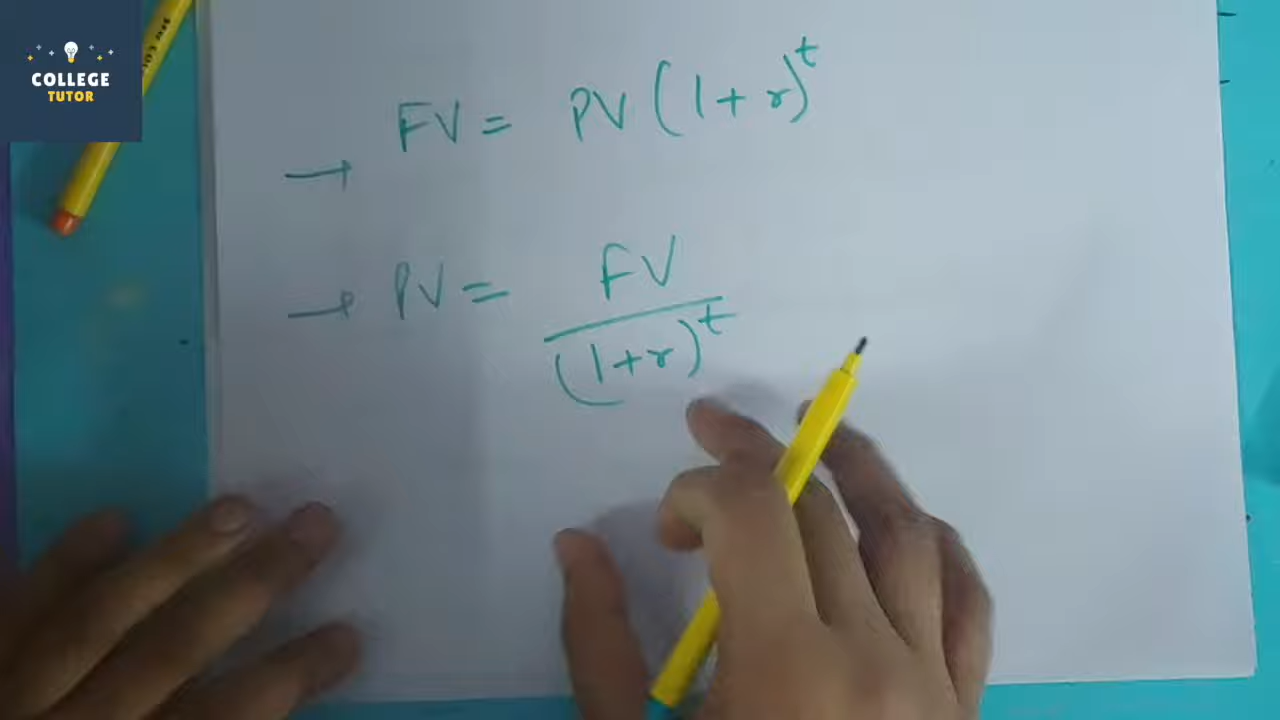 COLLEGE
TUTOR
→ FV = PV (1 + r)^t
→ PV = FV / (1 + r)^t